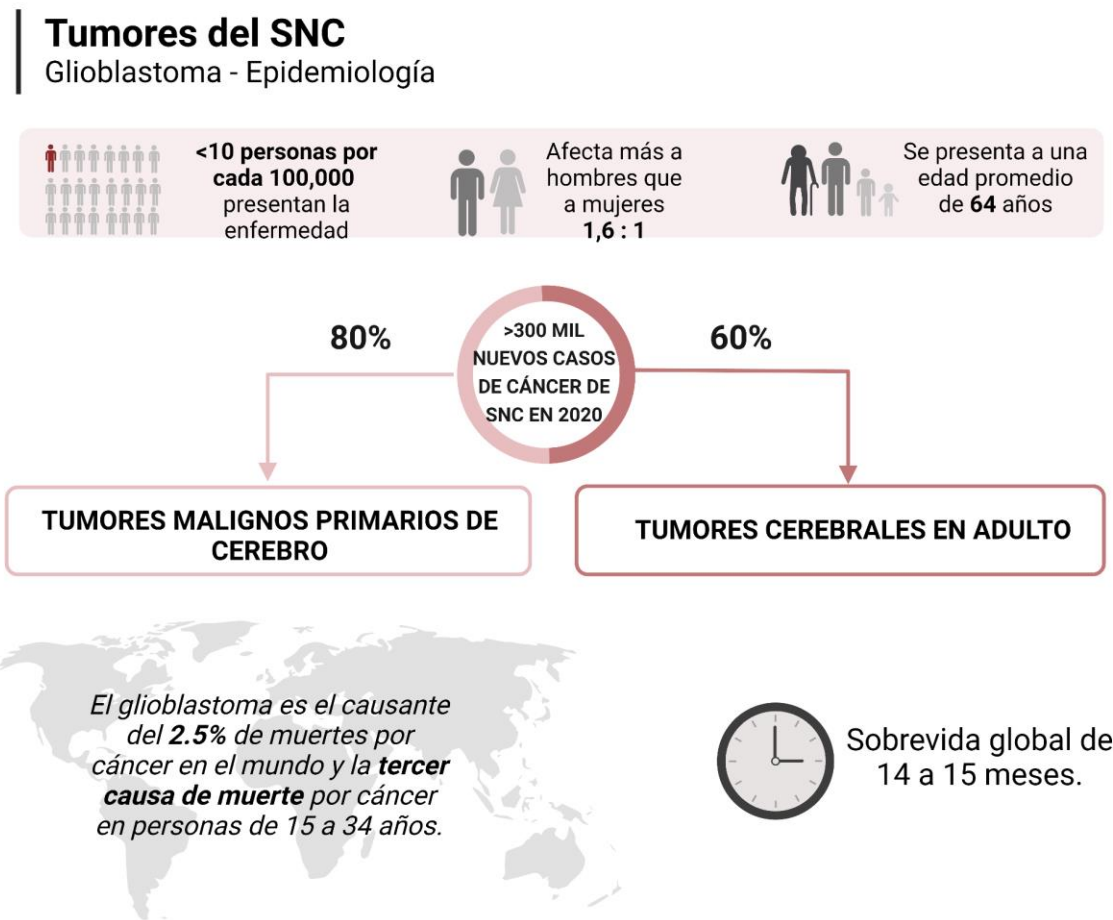 Tumores del SNC
Glioblastoma - Epidemiología
<10 personas por
cada 100,000
presentan la
enfermedad
Afecta más a
hombres que
a mujeres
1,6 : 1
Se presenta a una
edad promedio
de 64 años
80%
>300 MIL
NUEVOS CASOS
DE CÁNCER DE
SNC EN 2020
60%
TUMORES MALIGNOS PRIMARIOS DE
CEREBRO
TUMORES CEREBRALES EN ADULTO
El glioblastoma es el causante
del 2.5% de muertes por
cáncer en el mundo y la tercer
causa de muerte por cáncer
en personas de 15 a 34 años.
Sobrevida global de
14 a 15 meses.